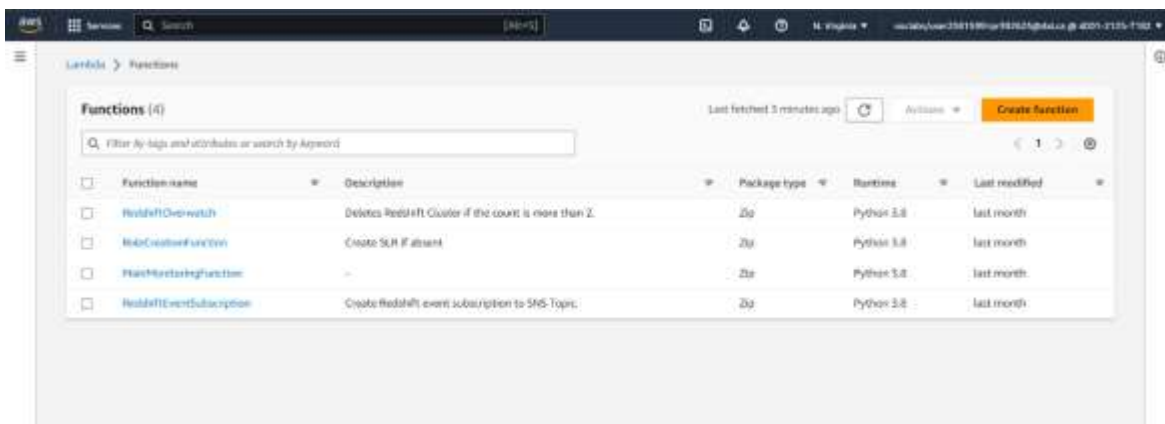 aws Services Search [Alt+S] N. Virginia
Lambda > Functions
Functions (4) Last fetched 3 minutes ago Actions Create function
Filter by tags and attributes or search by keyword 1
Function name Description Package type Runtime Last modified
RedshiftOverwatch Deletes Redshift Cluster if the count is more than 2. Zip Python 3.8 last month
RoleCreationFunction Create SLR if absent Zip Python 3.8 last month
MainMonitoringFunction - Zip Python 3.8 last month
RedshiftEventSubscription Create Redshift event subscription to SNS Topic. Zip Python 3.8 last month